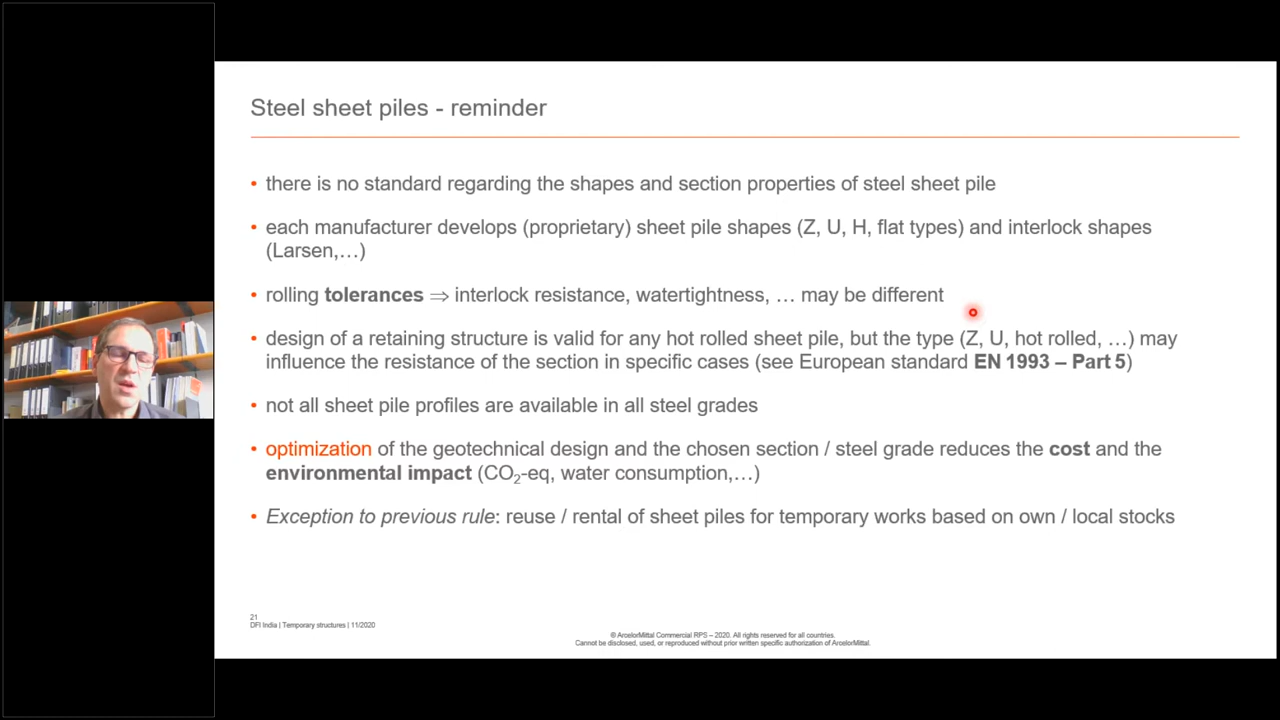 Steel sheet piles - reminder
• there is no standard regarding the shapes and section properties of steel sheet pile
• each manufacturer develops (proprietary) sheet pile shapes (Z, U, H, flat types) and interlock shapes
(Larsen,…)
• rolling tolerances ⇒ interlock resistance, watertightness, … may be different
• design of a retaining structure is valid for any hot rolled sheet pile, but the type (Z, U, hot rolled, …) may
influence the resistance of the section in specific cases (see European standard EN 1993 – Part 5)
• not all sheet pile profiles are available in all steel grades
• optimization of the geotechnical design and the chosen section / steel grade reduces the cost and the
environmental impact (CO₂-eq, water consumption,…)
• Exception to previous rule: reuse / rental of sheet piles for temporary works based on own / local stocks
21
DFI India | Temporary structures | 11/2020
© ArcelorMittal Commercial RPS – 2020. All rights reserved for all countries.
Cannot be disclosed, used, or reproduced without prior written specific authorization of ArcelorMittal.